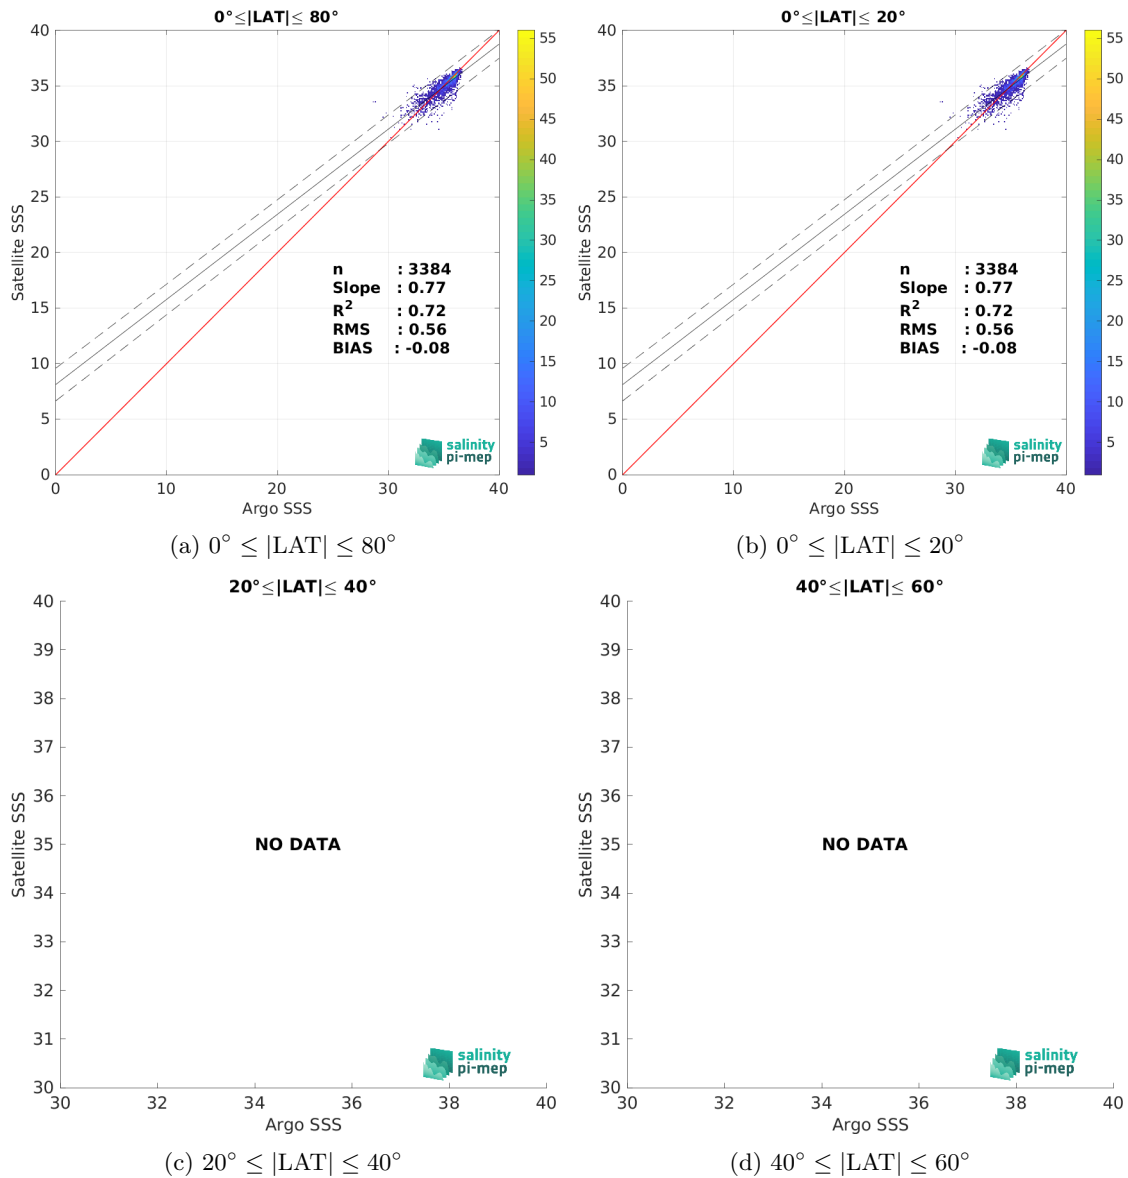 0°≤|LAT|≤ 80°
40
35
30
25
20
15
10
5
0
Satellite SSS
0
10
20
30
40
Argo SSS
n : 3384
Slope : 0.77
R² : 0.72
RMS : 0.56
BIAS : -0.08
salinity
pi-mep
55
50
45
40
35
30
25
20
15
10
5
(a) 0° ≤ |LAT| ≤ 80°
0°≤|LAT|≤ 20°
40
35
30
25
20
15
10
5
0
Satellite SSS
0
10
20
30
40
Argo SSS
n : 3384
Slope : 0.77
R² : 0.72
RMS : 0.56
BIAS : -0.08
salinity
pi-mep
55
50
45
40
35
30
25
20
15
10
5
(b) 0° ≤ |LAT| ≤ 20°
20°≤|LAT|≤ 40°
40
39
38
37
36
35
34
33
32
31
30
Satellite SSS
NO DATA
salinity
pi-mep
30
32
34
36
38
40
Argo SSS
(c) 20° ≤ |LAT| ≤ 40°
40°≤|LAT|≤ 60°
40
39
38
37
36
35
34
33
32
31
30
Satellite SSS
NO DATA
salinity
pi-mep
30
32
34
36
38
40
Argo SSS
(d) 40° ≤ |LAT| ≤ 60°